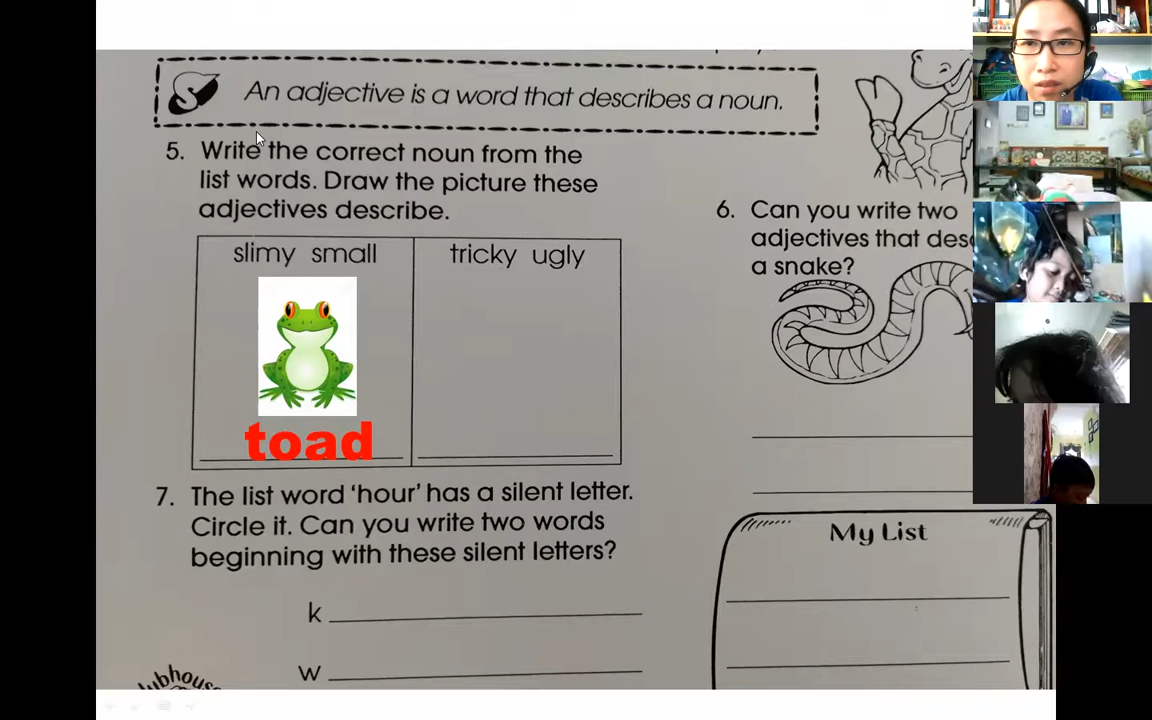 An adjective is a word that describes a noun.
5. Write the correct noun from the
list words. Draw the picture these
adjectives describe.
slimy small
tricky ugly
toad
6. Can you write two
adjectives that des
a snake?
7. The list word 'hour' has a silent letter.
Circle it. Can you write two words
beginning with these silent letters?
k
w
My List
lubhouse